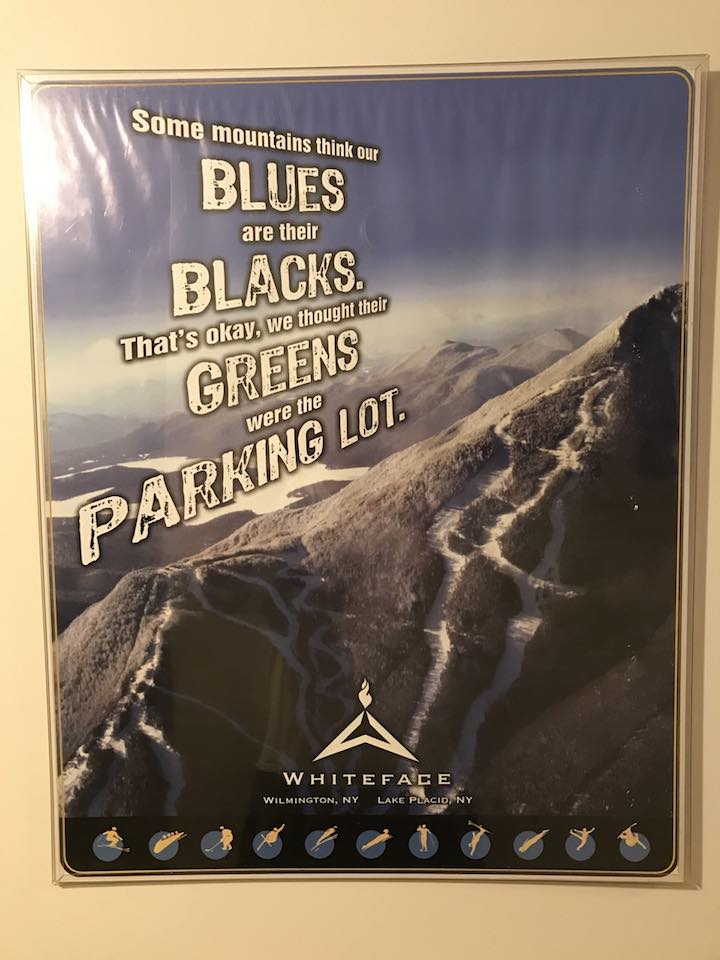 Some mountains think our
BLUES
are their
BLACKS.
That's okay, we thought their
GREENS
were the
PARKING LOT.
WHITEFACE
WILMINGTON, NY LAKE PLACID, NY